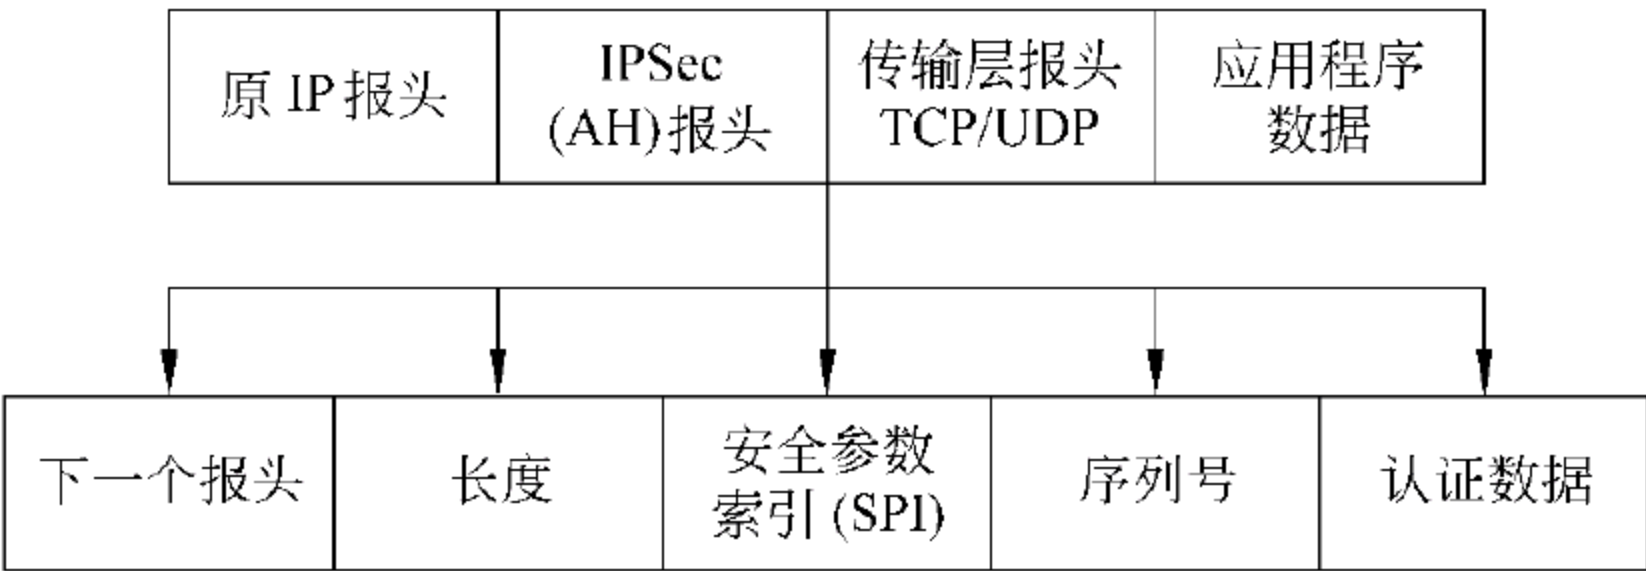 原 IP 报头
IPSec
(AH)报头
传输层报头
TCP/UDP
应用程序
数据
下一个报头
长度
安全参数
索引(SPI)
序列号
认证数据